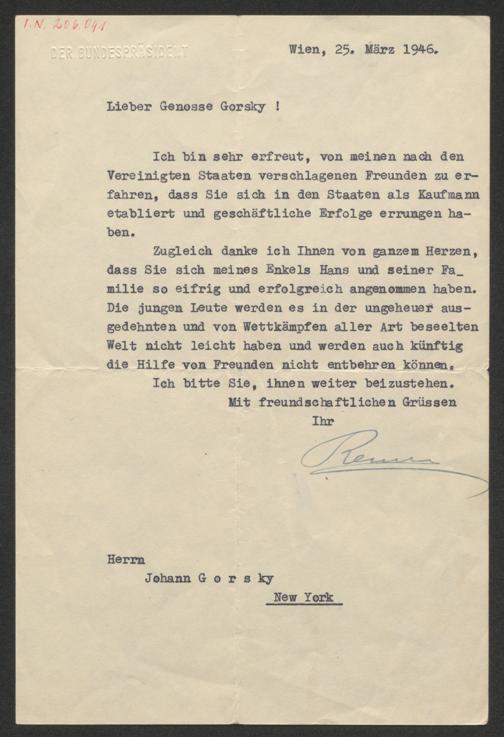 I.N. 206.041
DER BUNDESPRÄSIDENT
Wien, 25. März 1946.
Lieber Genosse Gorsky !
Ich bin sehr erfreut, von meinen nach den
Vereinigten Staaten verschlagenen Freunden zu er-
fahren, dass Sie sich in den Staaten als Kaufmann
etabliert und geschäftliche Erfolge errungen ha-
ben.
Zugleich danke ich Ihnen von ganzem Herzen,
dass Sie sich meines Enkels Hans und seiner Fa_
milie so eifrig und erfolgreich angenommen haben.
Die jungen Leute werden es in der ungeheuer aus-
gedehnten und von Wettkämpfen aller Art beseelten
Welt nicht leicht haben und werden auch künftig
die Hilfe von Freunden nicht entbehren können.
Ich bitte Sie, ihnen weiter beizustehen.
Mit freundschaftlichen Grüssen
Ihr
Renner
Herrn
Johann G o r s ky
New York